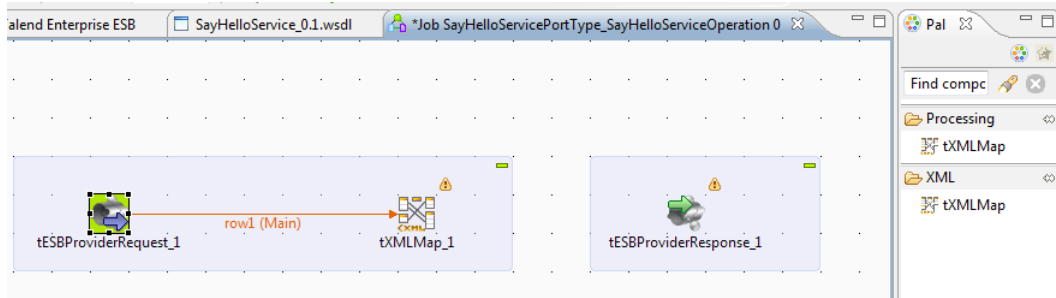 alend Enterprise ESB
SayHelloService_0.1.wsdl
*Job SayHelloServicePortType_SayHelloServiceOperation 0
Pal
Find compc
Processing
tXMLMap
XML
tXMLMap
row1 (Main)
<XML
tESBProviderRequest_1
tXMLMap_1
tESBProviderResponse_1